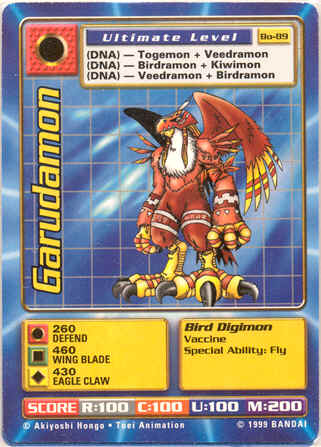 Ultimate Level
Bo-89
(DNA) — Togemon + Veedramon
(DNA) — Birdramon + Kiwimon
(DNA) — Veedramon + Birdramon
Garudamon
260
DEFEND
460
WING BLADE
430
EAGLE CLAW
Bird Digimon
Vaccine
Special Ability: Fly
SCORE R:100 C:100 U:100 M:200
© Akiyoshi Hongo • Toei Animation
© 1999 BANDAI